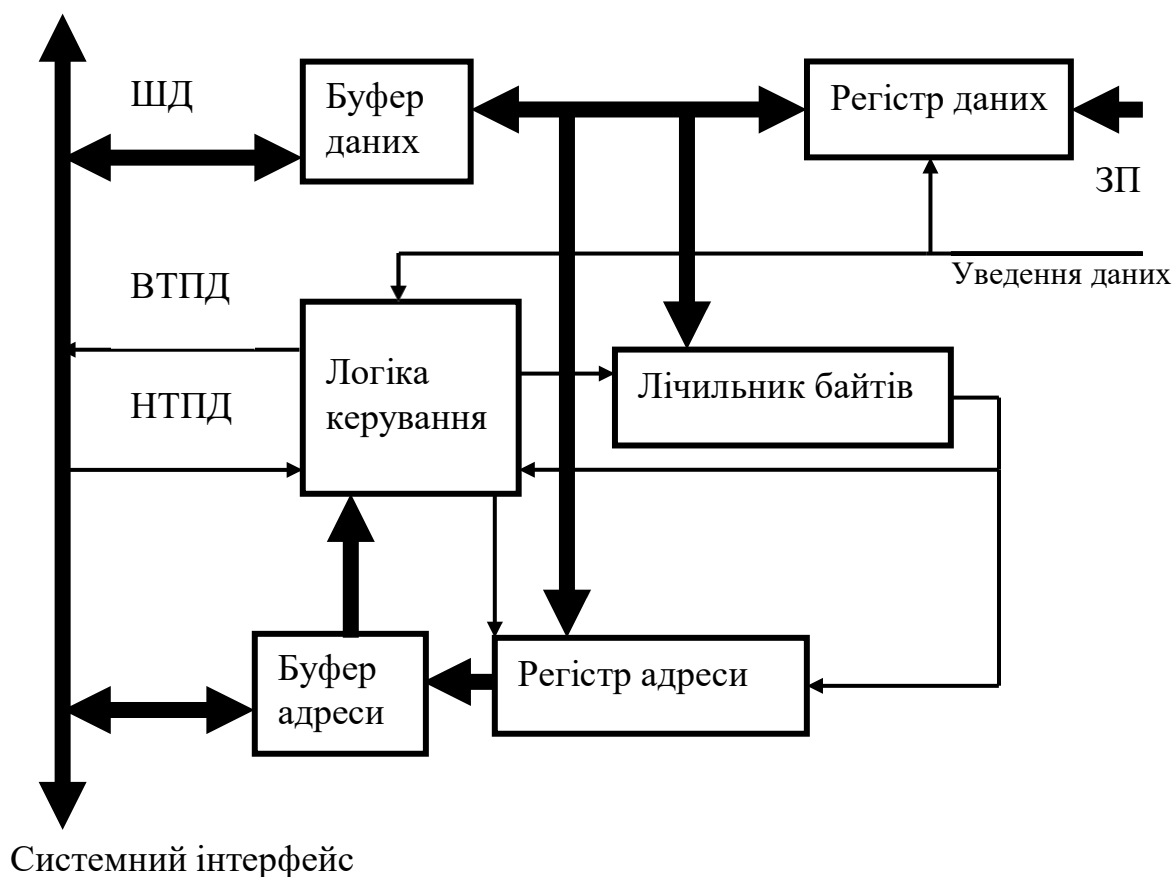 ШД
Буфер
даних
Регістр даних
ЗП
Уведення даних
ВТПД
НТПД
Логіка
керування
Лічильник байтів
Буфер
адреси
Регістр адреси
Системний інтерфейс